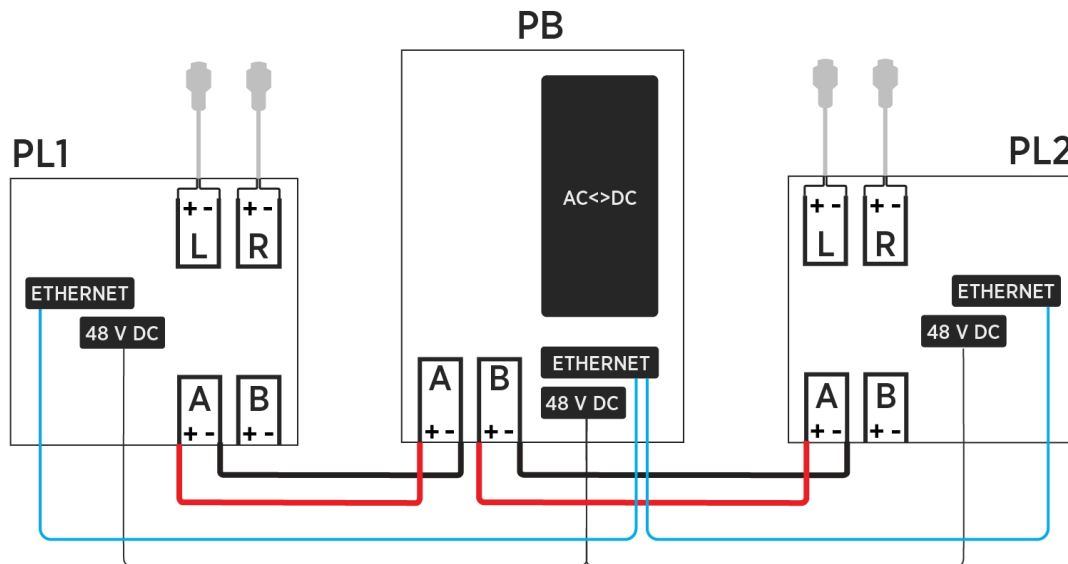 PB
PL1
PL2
AC<>DC
+ -
L
+ -
R
+ -
L
+ -
R
ETHERNET
48 V DC
ETHERNET
48 V DC
A
+ -
B
+ -
A
+ -
B
+ -
ETHERNET
48 V DC
A
+ -
B
+ -